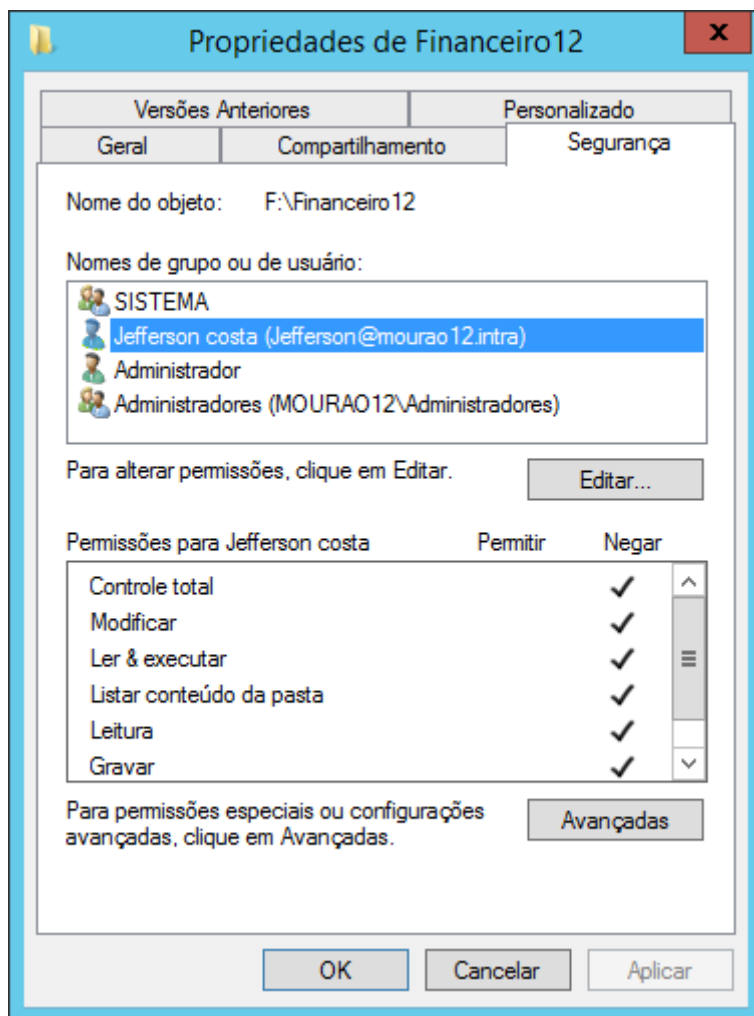 Propriedades de Financeiro12
x
Versões Anteriores
Personalizado
Geral
Compartilhamento
Segurança
Nome do objeto: F:\Financeiro12
Nomes de grupo ou de usuário:
SISTEMA
Jefferson costa (Jefferson@mourao12.intra)
Administrador
Administradores (MOURAO12\Administradores)
Para alterar permissões, clique em Editar.
Editar...
Permissões para Jefferson costa Permitir Negar
Controle total
Modificar
Ler & executar
Listar conteúdo da pasta
Leitura
Gravar
Para permissões especiais ou configurações
avançadas, clique em Avançadas.
Avançadas
OK
Cancelar
Aplicar